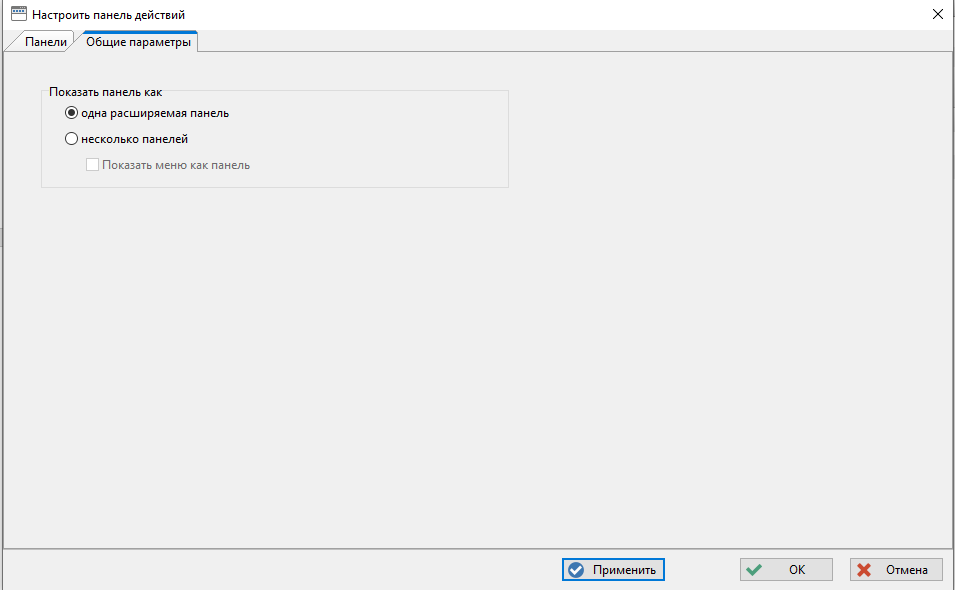 Настроить панель действий
Панели
Общие параметры
Показать панель как
одна расширяемая панель
несколько панелей
Показать меню как панель
Применить
OK
Отмена